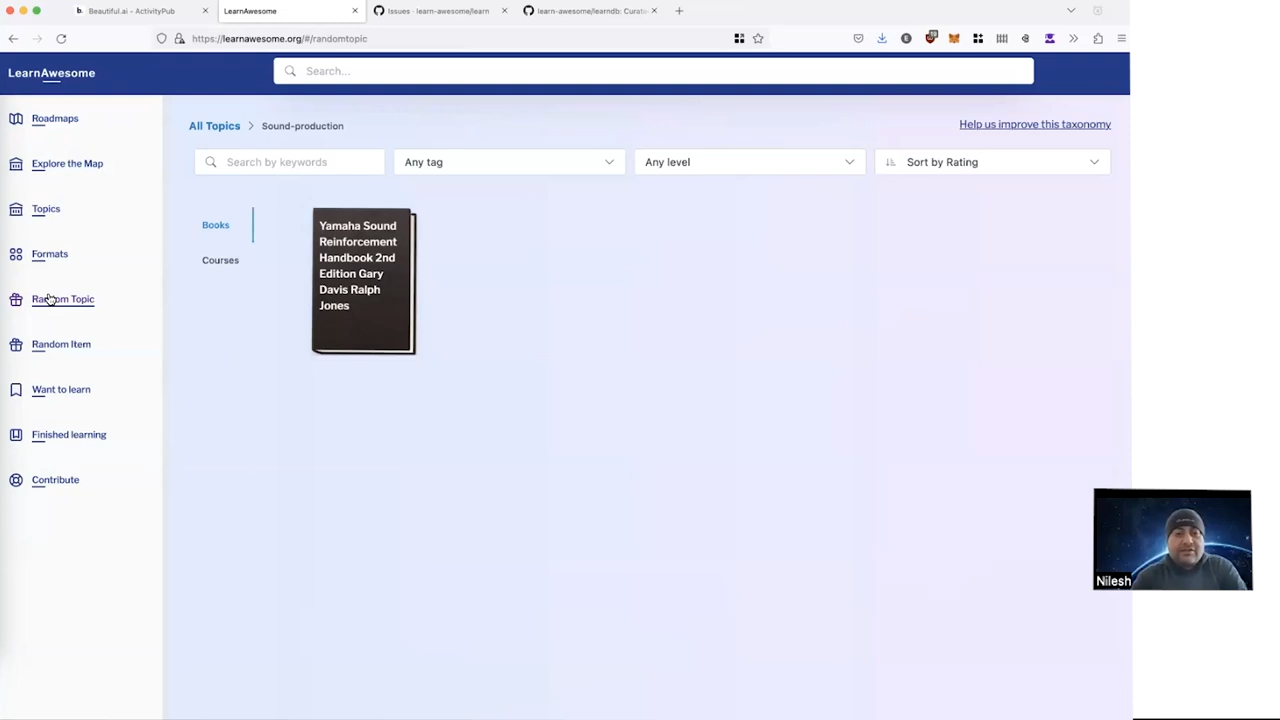 Beautiful.ai - ActivityPub
LearnAwesome
Issues · learn-awesome/learn
learn-awesome/learndb: Curate
https://learnawesome.org/#/randomtopic
LearnAwesome
Search...
Roadmaps
Explore the Map
Topics
Formats
Random Topic
Random Item
Want to learn
Finished learning
Contribute
All Topics
Sound-production
Help us improve this taxonomy
Search by keywords
Any tag
Any level
Sort by Rating
Books
Courses
Yamaha Sound
Reinforcement
Handbook 2nd
Edition Gary
Davis Ralph
Jones
Nilesh